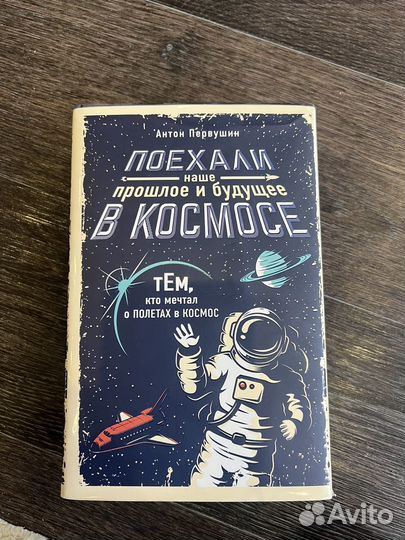 Антон Первушин
ПОЕХАЛИ
наше
прошлое и будущее
В КОСМОСЕ
тЕм,
кто мечтал
о ПОЛЕТАХ в КОСМОС
Avito